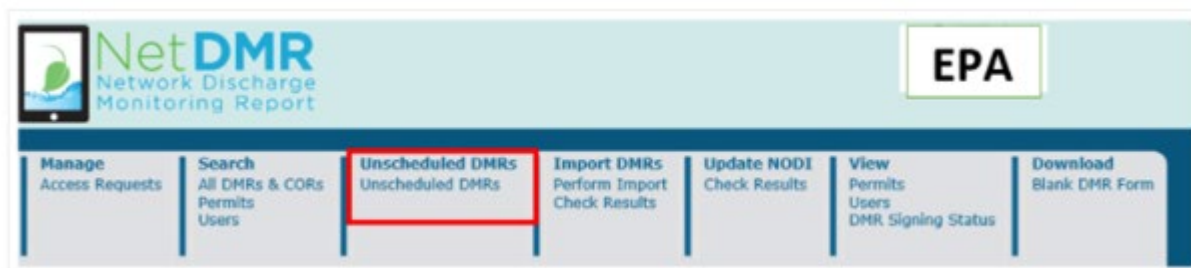 NetDMR
Network Discharge
Monitoring Report
EPA
Manage
Access Requests
Search
All DMRs & CORs
Permits
Users
Unscheduled DMRs
Unscheduled DMRs
Import DMRs
Perform Import
Check Results
Update NODI
Check Results
View
Permits
Users
DMR Signing Status
Download
Blank DMR Form